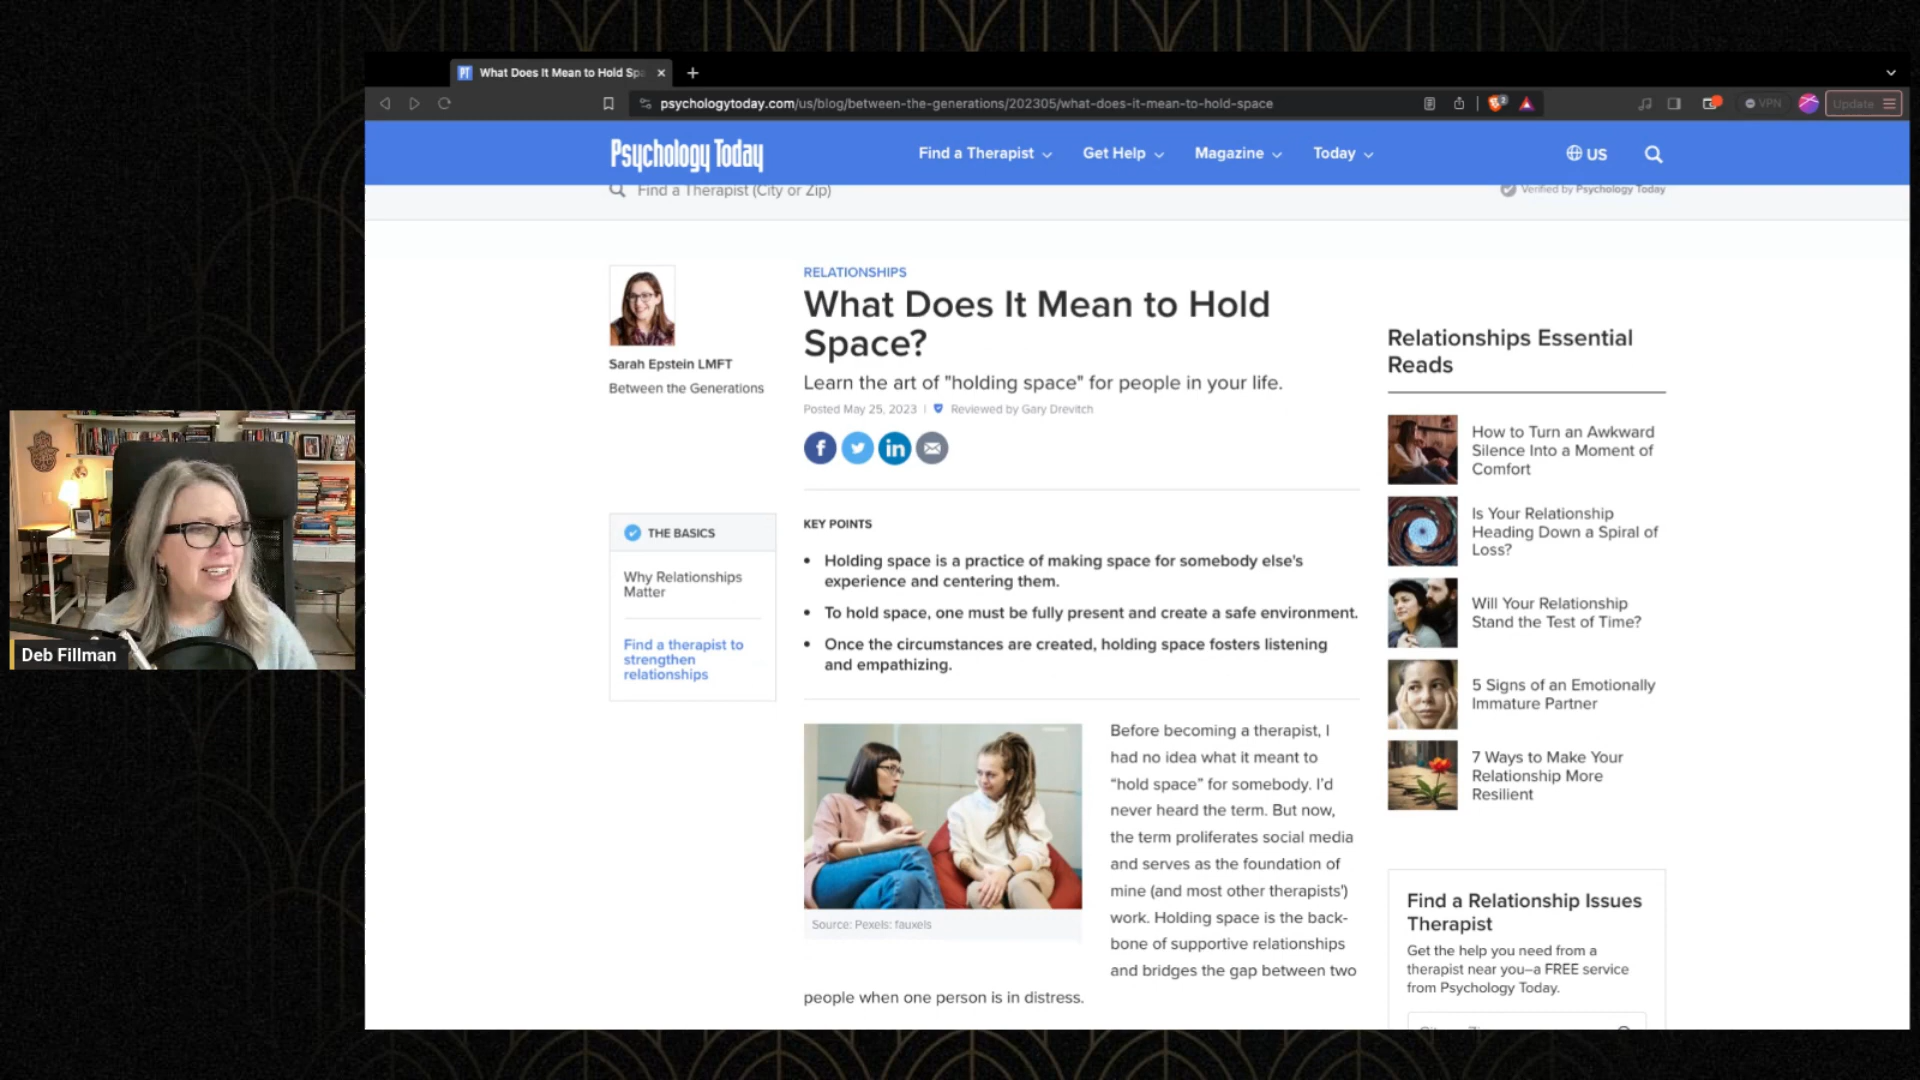 What Does It Mean to Hold Spa
psychologytoday.com/us/blog/between-the-generations/202305/what-does-it-mean-to-hold-space
2
VPN
Update
Psychology Today
Find a Therapist
Get Help
Magazine
Today
US
Find a Therapist (City or Zip)
Verified by Psychology Today
Sarah Epstein LMFT
Between the Generations
RELATIONSHIPS
What Does It Mean to Hold
Space?
Learn the art of "holding space" for people in your life.
Posted May 25, 2023 | Reviewed by Gary Drevitch
THE BASICS
Why Relationships
Matter
Find a therapist to
strengthen
relationships
KEY POINTS
• Holding space is a practice of making space for somebody else's
experience and centering them.
• To hold space, one must be fully present and create a safe environment.
• Once the circumstances are created, holding space fosters listening
and empathizing.
Source: Pexels: fauxels
Before becoming a therapist, I
had no idea what it meant to
“hold space” for somebody. I’d
never heard the term. But now,
the term proliferates social media
and serves as the foundation of
mine (and most other therapists’)
work. Holding space is the back-
bone of supportive relationships
and bridges the gap between two
people when one person is in distress.
Relationships Essential
Reads
How to Turn an Awkward
Silence Into a Moment of
Comfort
Is Your Relationship
Heading Down a Spiral of
Loss?
Will Your Relationship
Stand the Test of Time?
5 Signs of an Emotionally
Immature Partner
7 Ways to Make Your
Relationship More
Resilient
Find a Relationship Issues
Therapist
Get the help you need from a
therapist near you–a FREE service
from Psychology Today.
Deb Fillman